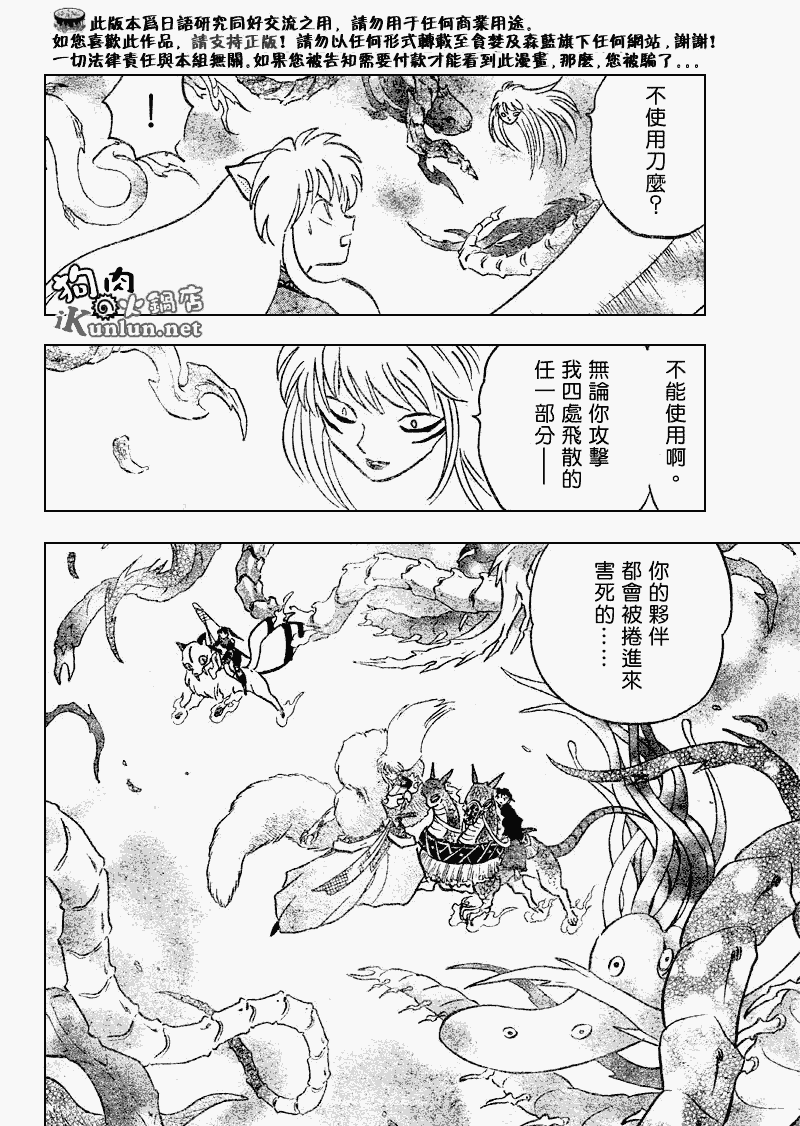 此版本爲日語研究同好交流之用，請勿用于任何商業用途。
如您喜歡此作品，請支持正版！請勿以任何形式轉載至貪婪及森藍旗下任何網站，謝謝！
一切法律責任與本組無關。如果您被告知需要付款才能看到此漫畫，那麼，您被騙了。。。
不使用刀麼？
！
狗肉
火鍋店
iKunlun.net
不能使用啊。
無論你攻擊
我四處飛散的
任一部分——
你的夥伴
都會被捲進來
害死的……